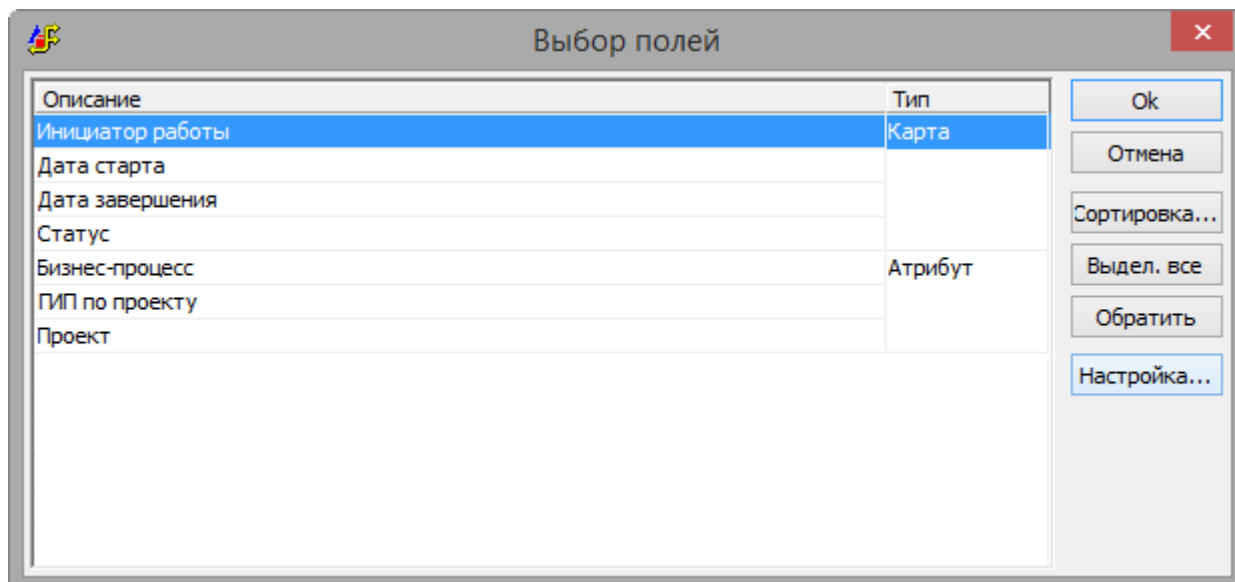 Выбор полей
Описание Тип
Инициатор работы Карта
Дата старта
Дата завершения
Статус
Бизнес-процесс Атрибут
ГИП по проекту
Проект
Ok
Отмена
Сортировка...
Выдел. все
Обратить
Настройка...